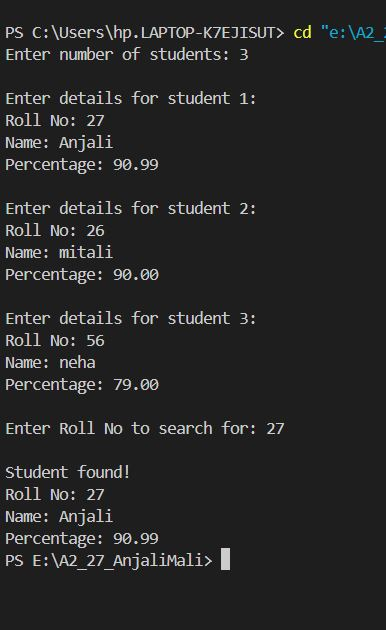 PS C:\Users\hp.LAPTOP-K7EJISUT> cd "e:\A2_2
Enter number of students: 3
Enter details for student 1:
Roll No: 27
Name: Anjali
Percentage: 90.99
Enter details for student 2:
Roll No: 26
Name: mitali
Percentage: 90.00
Enter details for student 3:
Roll No: 56
Name: neha
Percentage: 79.00
Enter Roll No to search for: 27
Student found!
Roll No: 27
Name: Anjali
Percentage: 90.99
PS E:\A2_27_AnjaliMali>